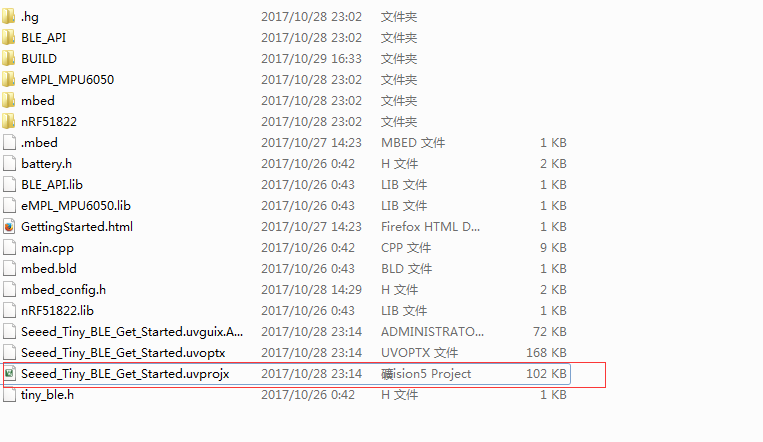 .hg 2017/10/28 23:02 文件夹
BLE_API 2017/10/28 23:02 文件夹
BUILD 2017/10/29 16:33 文件夹
eMPL_MPU6050 2017/10/28 23:02 文件夹
mbed 2017/10/28 23:02 文件夹
nRF51822 2017/10/28 23:02 文件夹
.mbed 2017/10/27 14:23 MBED 文件 1 KB
battery.h 2017/10/26 0:42 H 文件 2 KB
BLE_API.lib 2017/10/26 0:43 LIB 文件 1 KB
eMPL_MPU6050.lib 2017/10/26 0:43 LIB 文件 1 KB
GettingStarted.html 2017/10/27 14:23 Firefox HTML D... 1 KB
main.cpp 2017/10/26 0:42 CPP 文件 9 KB
mbed.bld 2017/10/26 0:43 BLD 文件 1 KB
mbed_config.h 2017/10/28 14:29 H 文件 2 KB
nRF51822.lib 2017/10/26 0:43 LIB 文件 1 KB
Seeed_Tiny_BLE_Get_Started.uvguix.A... 2017/10/28 23:14 ADMINISTRATO... 72 KB
Seeed_Tiny_BLE_Get_Started.uvoptx 2017/10/28 23:14 UVOPTX 文件 168 KB
Seeed_Tiny_BLE_Get_Started.uvprojx 2017/10/28 23:14 礦ision5 Project 102 KB
tiny_ble.h 2017/10/26 0:42 H 文件 1 KB